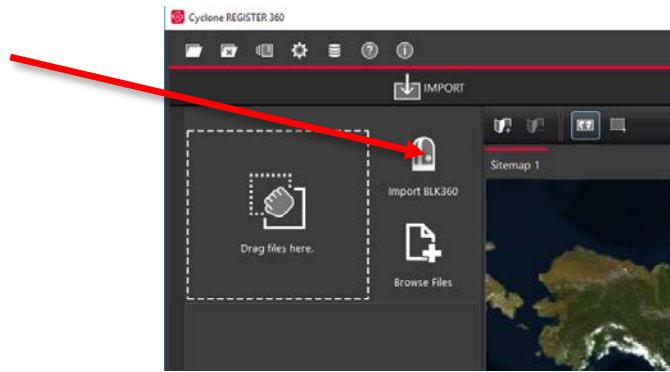 Cyclone REGISTER 360
IMPORT
Sitemap 1
Import BLK360
Drag files here.
Browse Files